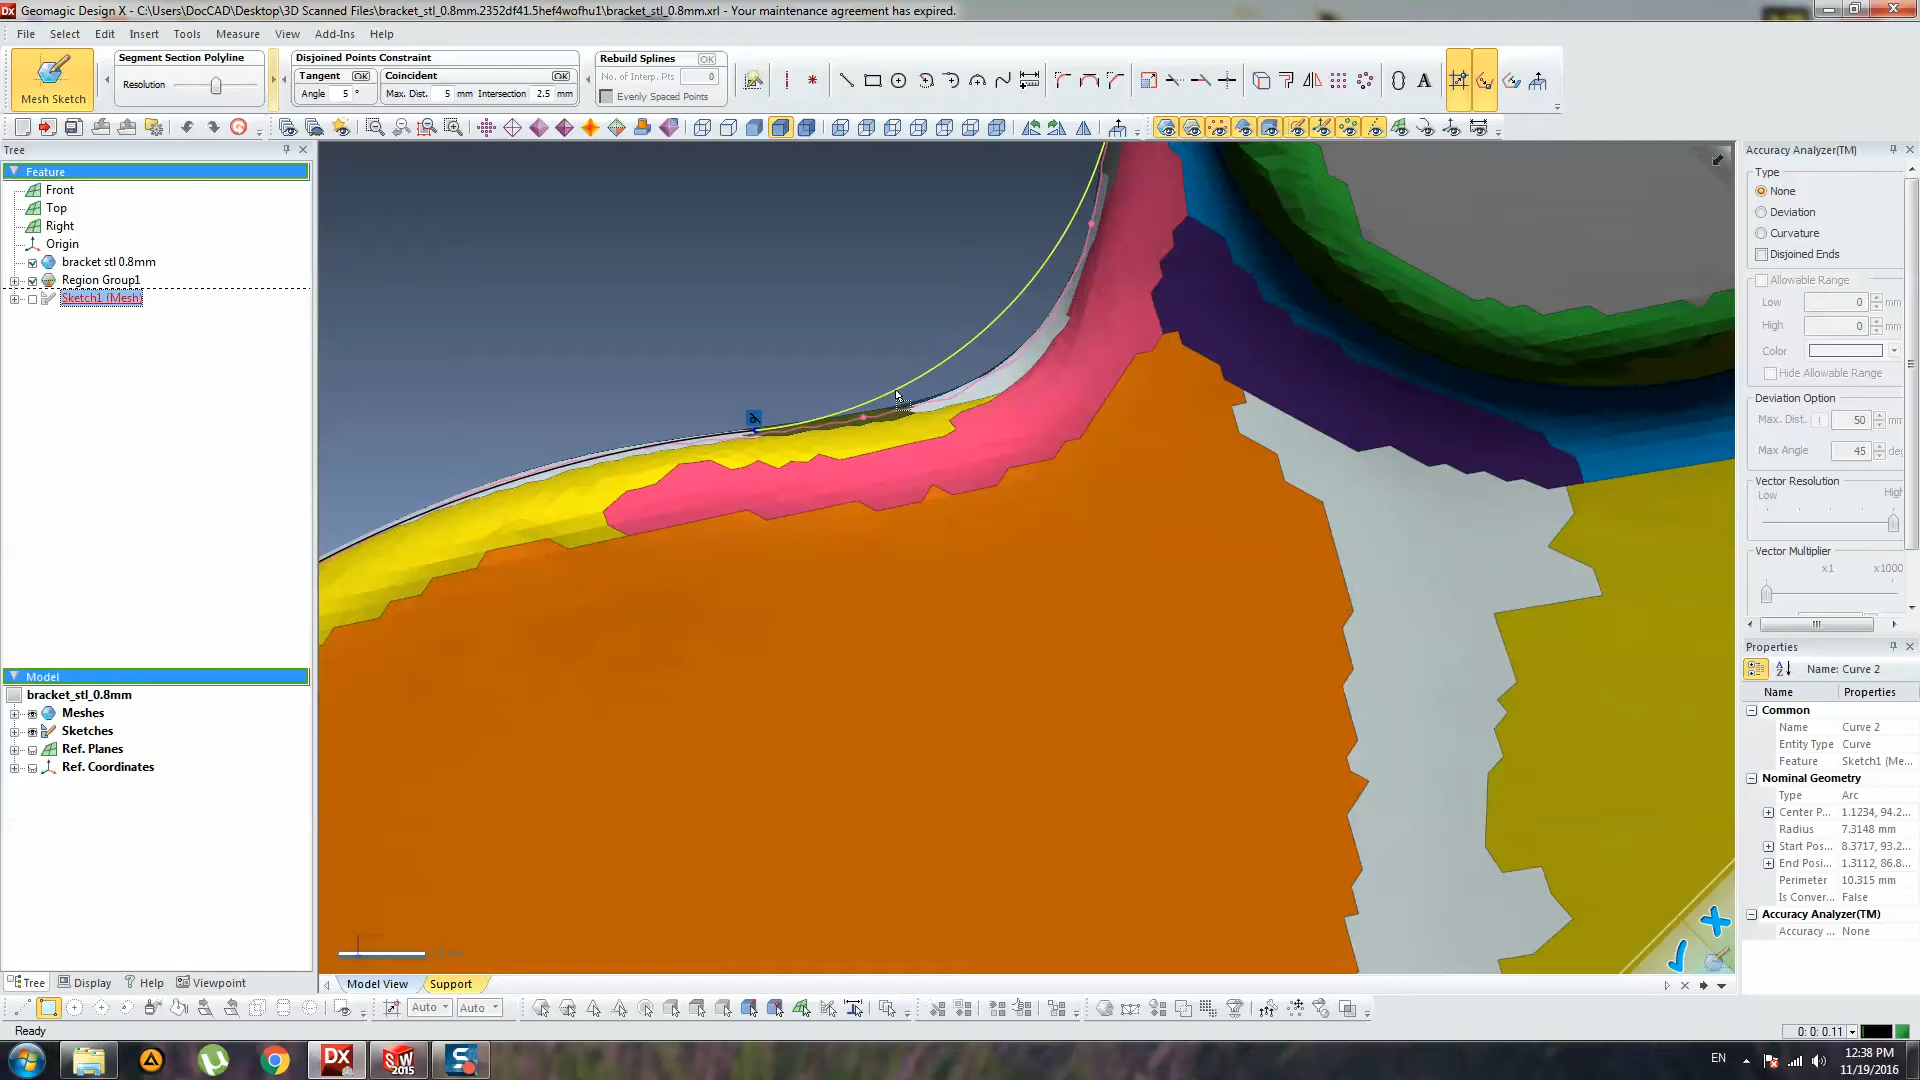 Geomagic Design X - C:\Users\DocCAD\Desktop\3D Scanned Files\bracket_stl_0.8mm.2352df41.5hef4wofhu1\bracket_stl_0.8mm.xrl - Your maintenance agreement has expired.
File Select Edit Insert Tools Measure View Add-Ins Help
Mesh Sketch
Segment Section Polyline
Resolution
Disjoined Points Constraint
Tangent OK Coincident OK
Angle 5 ° Max. Dist. 5 mm Intersection 2.5 mm
Rebuild Splines OK
No. of Interp. Pts 0
Evenly Spaced Points
A
Tree
Feature
Front
Top
Right
Origin
bracket stl 0.8mm
Region Group1
Sketch1 (Mesh)
Model
bracket_stl_0.8mm
Meshes
Sketches
Ref. Planes
Ref. Coordinates
Tree Display Help Viewpoint
Model View Support
Auto Auto
Ready
Accuracy Analyzer(TM)
Type
None
Deviation
Curvature
Disjoined Ends
Allowable Range
Low 0 mm
High 0 mm
Color
Hide Allowable Range
Deviation Option
Max. Dist. 50 mm
Max Angle 45 de
Vector Resolution
Low High
Vector Multiplier
x1 x1000
Properties
Name: Curve 2
Name Properties
Common
Name Curve 2
Entity Type Curve
Feature Sketch1 (Me...
Nominal Geometry
Type Arc
Center P... 1.1234, 94.2...
Radius 7.3148 mm
Start Pos... 8.3717, 93.2...
End Posi... 1.3112, 86.8...
Perimeter 10.315 mm
Is Conver... False
Accuracy Analyzer(TM)
Accuracy ... None
0: 0: 0.11
DX
SW
2015
EN
12:38 PM
11/19/2016